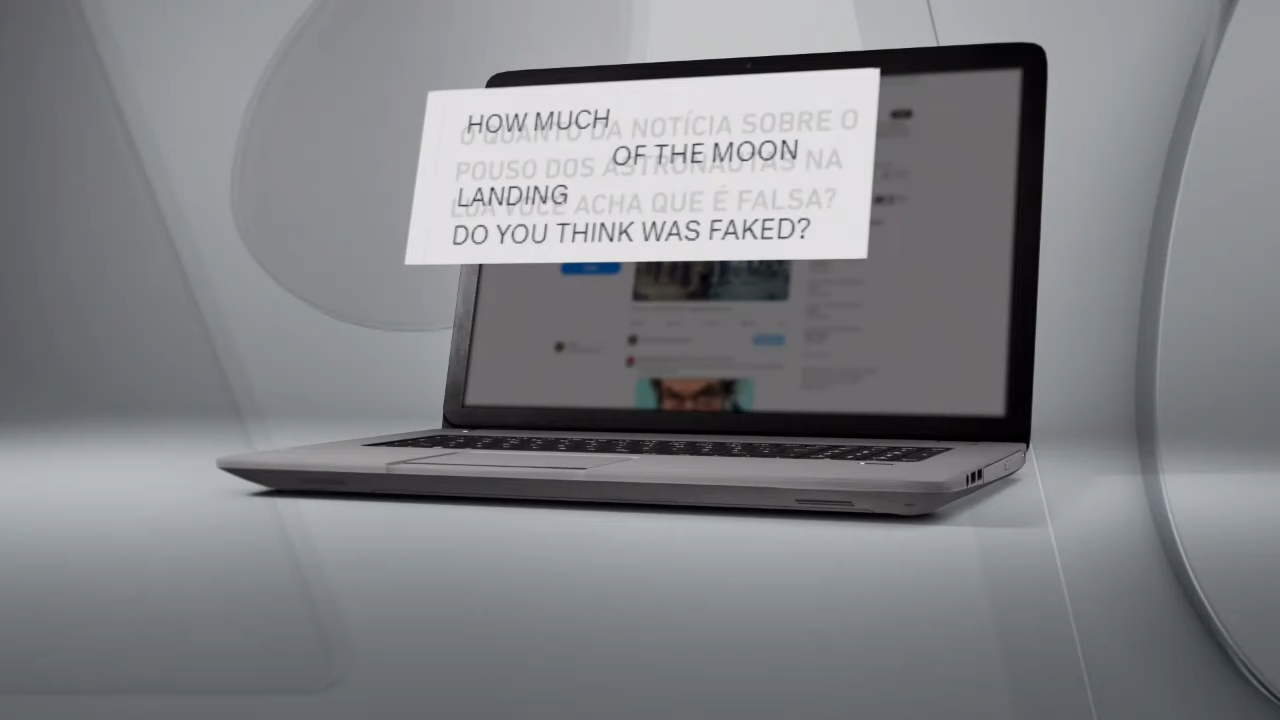 HOW MUCH
OF THE MOON
LANDING
DO YOU THINK WAS FAKED?
O QUANTO DA NOTÍCIA SOBRE O
POUSO DOS ASTRONAUTAS NA
LUA VOCÊ ACHA QUE É FALSA?